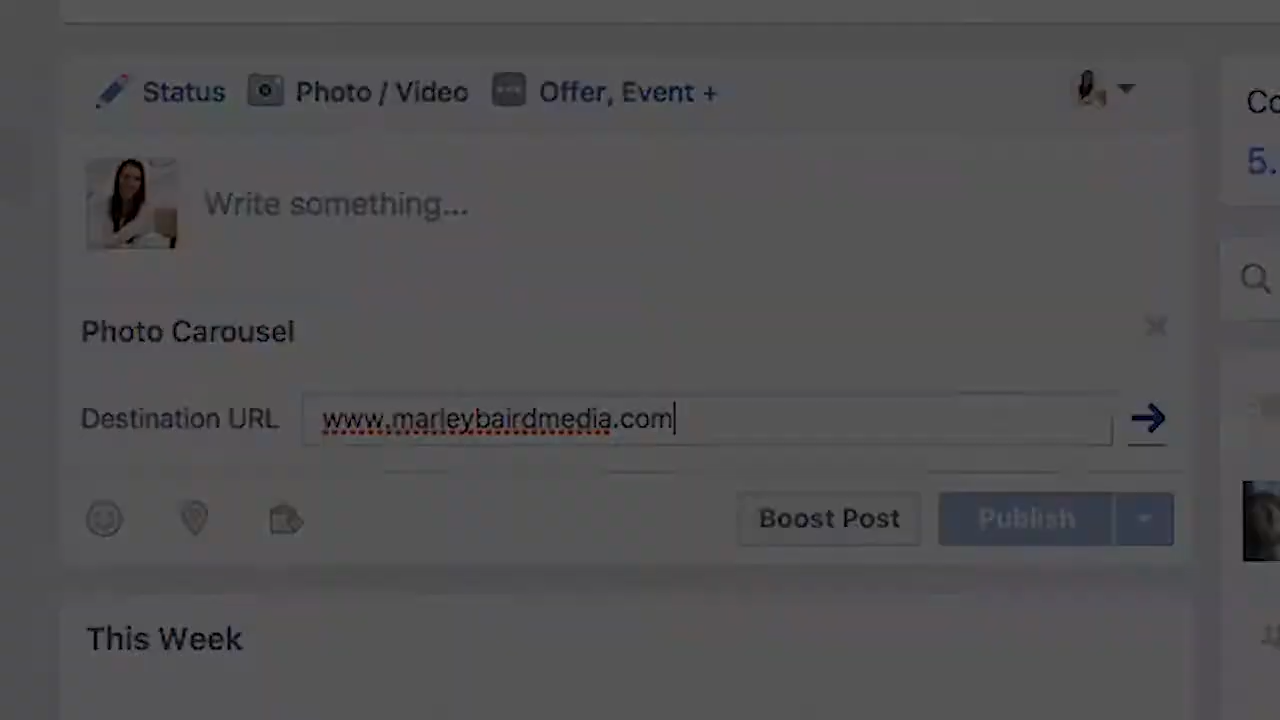 Status Photo / Video Offer, Event +
Write something...
Photo Carousel
Destination URL www.marleybairdmedia.com
Boost Post Publish
This Week
5.